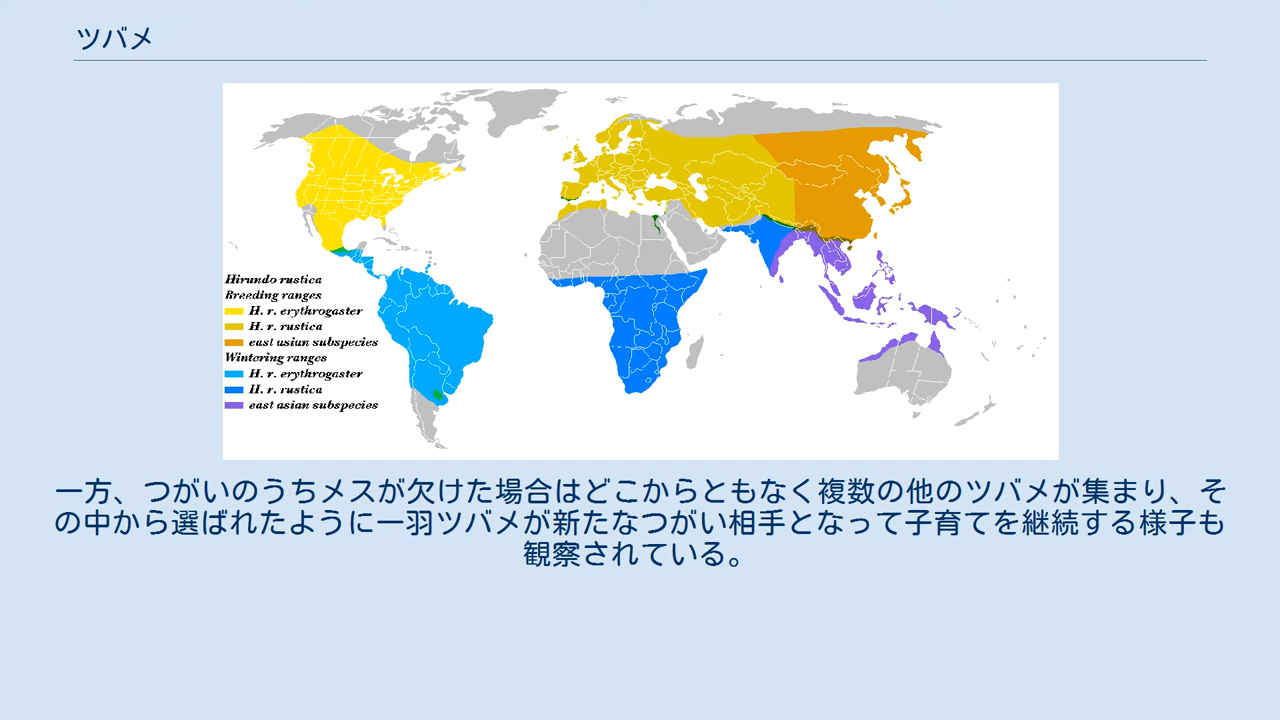 ツバメ
Hirundo rustica
Breeding ranges
H. r. erythrogaster
H. r. rustica
east asian subspecies
Wintering ranges
H. r. erythrogaster
H. r. rustica
east asian subspecies
一方、つがいのうちメスが欠けた場合はどこからともなく複数の他のツバメが集まり、そ
の中から選ばれたように一羽ツバメが新たなつがい相手となって子育てを継続する様子も
観察されている。